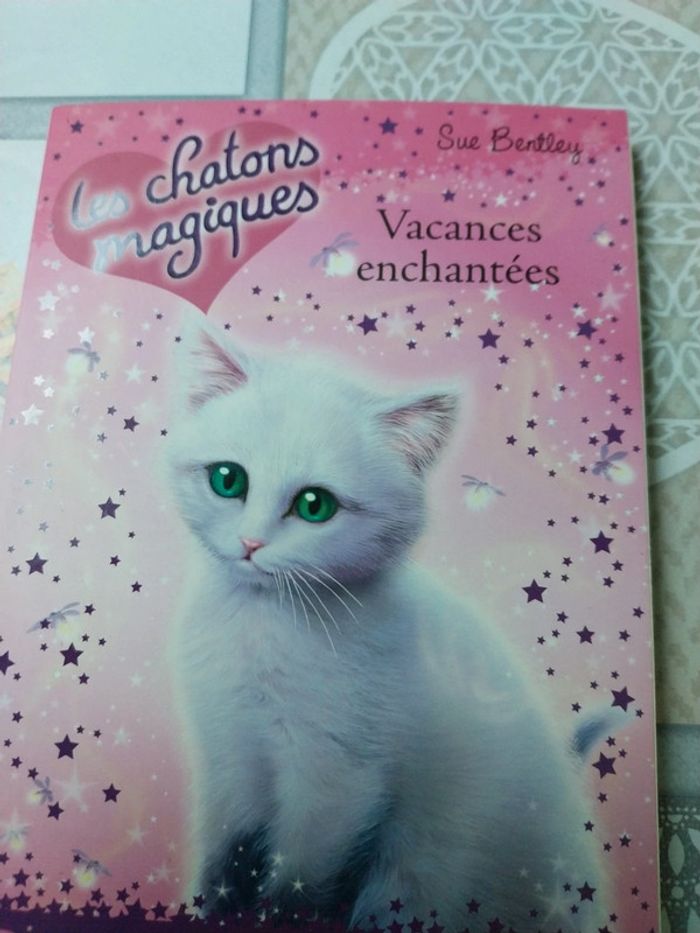 Sue Bentley
les chatons
magiques
Vacances
enchantées